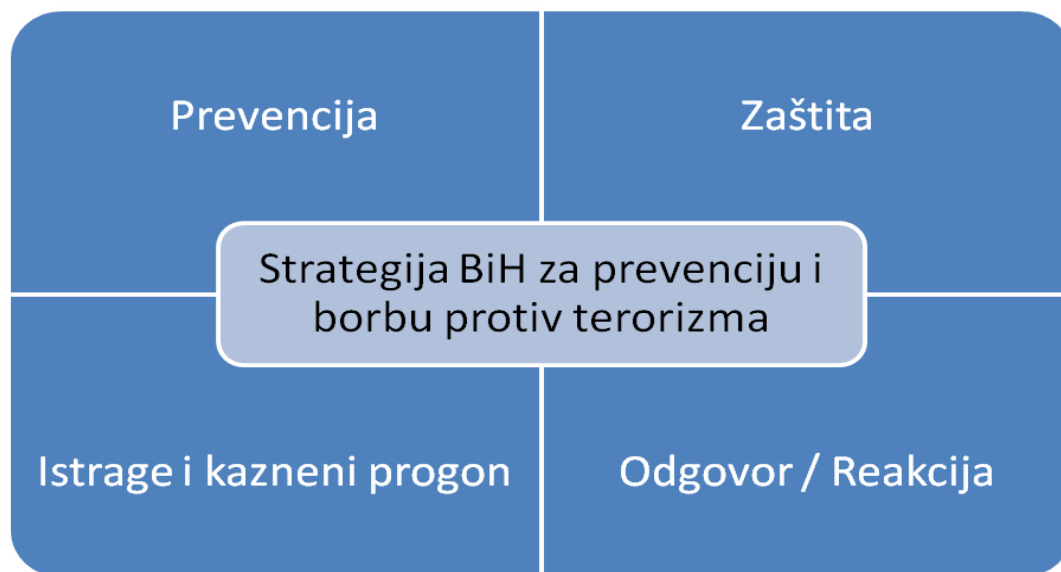 Prevencija
Zaštita
Strategija BiH za prevenciju i
borbu protiv terorizma
Istrage i kazneni progon
Odgovor / Reakcija